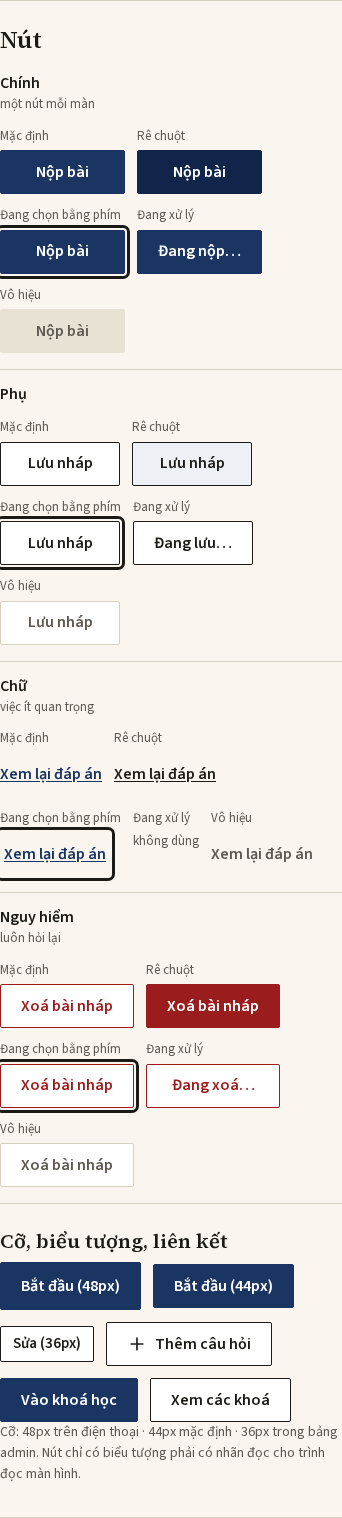 Nút
Chính
một nút mỗi màn
Mặc định Rê chuột
Nộp bài Nộp bài
Đang chọn bằng phím Đang xử lý
Nộp bài Đang nộp…
Vô hiệu
Nộp bài
Phụ
Mặc định Rê chuột
Lưu nháp Lưu nháp
Đang chọn bằng phím Đang xử lý
Lưu nháp Đang lưu…
Vô hiệu
Lưu nháp
Chữ
việc ít quan trọng
Mặc định Rê chuột
Xem lại đáp án Xem lại đáp án
Đang chọn bằng phím Đang xử lý Vô hiệu
không dùng
Xem lại đáp án Xem lại đáp án
Nguy hiểm
luôn hỏi lại
Mặc định Rê chuột
Xoá bài nháp Xoá bài nháp
Đang chọn bằng phím Đang xử lý
Xoá bài nháp Đang xoá…
Vô hiệu
Xoá bài nháp
Cỡ, biểu tượng, liên kết
Bắt đầu (48px) Bắt đầu (44px)
Sửa (36px) Thêm câu hỏi
Vào khoá học Xem các khoá
Cỡ: 48px trên điện thoại · 44px mặc định · 36px trong bảng
admin. Nút chỉ có biểu tượng phải có nhãn đọc cho trình
đọc màn hình.